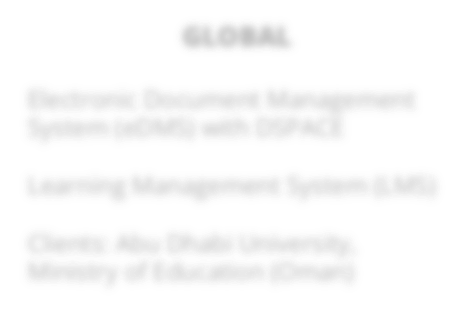 GLOBAL
Electronic Document Management
System (eDMS) with DSPACE
Learning Management System (LMS)
Clients: Abu Dhabi University,
Ministry of Education (Oman)